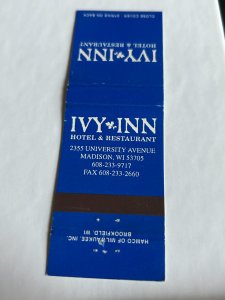 CLOSE COVER - STRIKE ON BACK
IVY INN
HOTEL & RESTAURANT
IVY INN
HOTEL & RESTAURANT
2355 UNIVERSITY AVENUE
MADISON, WI 53705
608-233-9717
FAX 608-233-2660
HAMCO OF MILWAUKEE, INC.
BROOKFIELD, WI